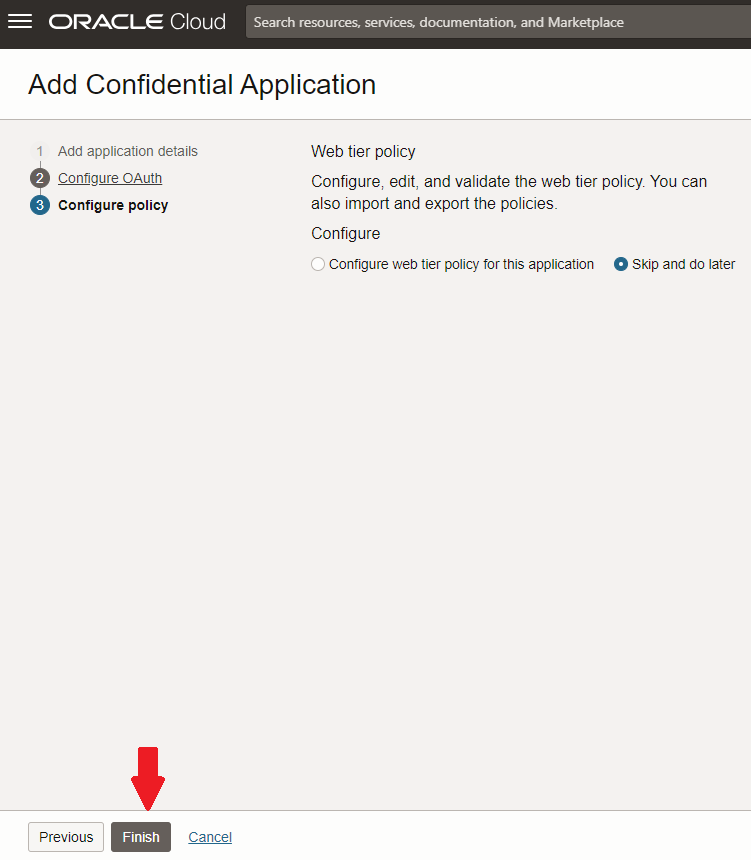 ORACLE Cloud
Search resources, services, documentation, and Marketplace
Add Confidential Application
1 Add application details
2 Configure OAuth
3 Configure policy
Web tier policy
Configure, edit, and validate the web tier policy. You can
also import and export the policies.
Configure
Configure web tier policy for this application Skip and do later
Previous Finish Cancel